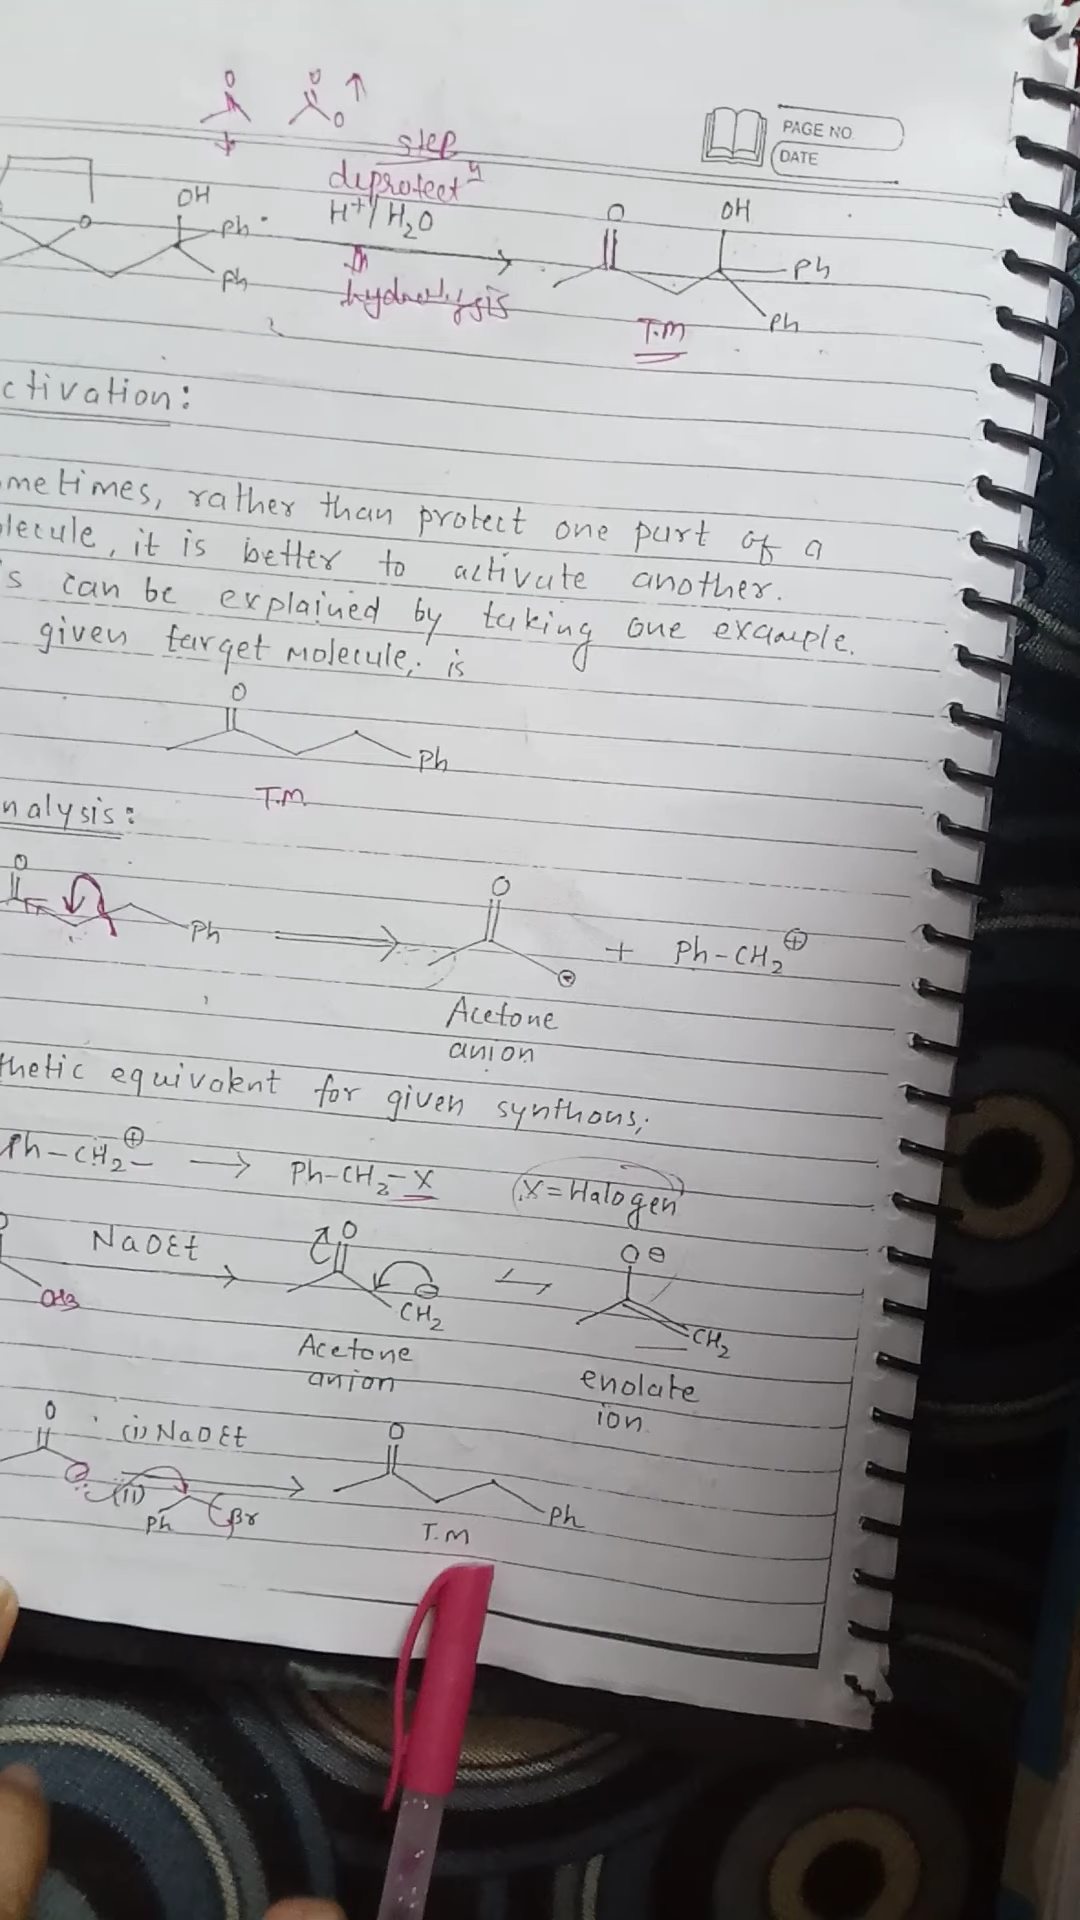 O O ↑
O
step
PAGE NO.
DATE
deprotectⁿ
OH
O
Ph
H⁺/H₂O
O OH
Ph
Ph
hydrolysis
T.M
Ph
ctivation:
metimes, rather than protect one part of a
lecule, it is better to activate another.
s can be explained by taking one example.
given target molecule, is
O
Ph
T.M
nalysis:
O
Ph
O
⊖
+ Ph-CH₂⊕
Acetone
anion
thetic equivalent for given synthons;
Ph-CH₂⊕ → Ph-CH₂-X (X=Halogen)
NaOEt
CH3
O
⊖
CH₂
⇌
O⊖
CH₂
Acetone
anion
enolate
ion
O
(i) NaOEt
⊖
(ii)
Ph
Br
O
Ph
T.M